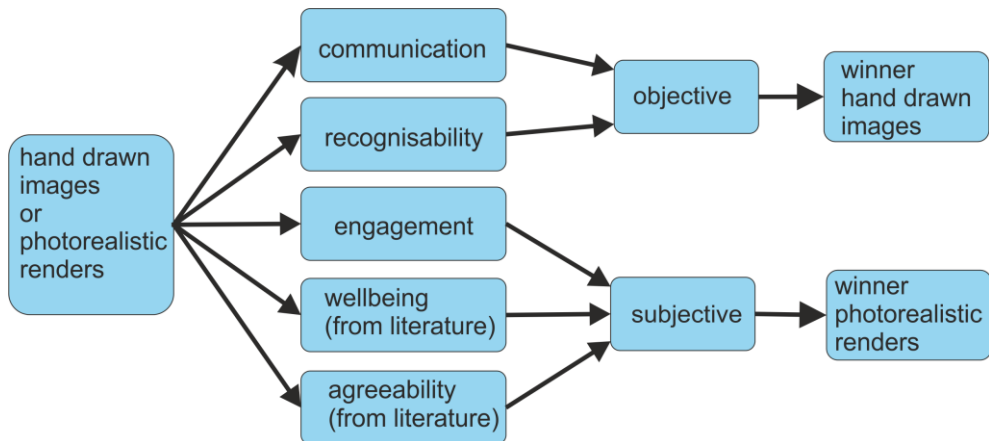 hand drawn
images
or
photorealistic
renders
communication
recognisability
engagement
wellbeing
(from literature)
agreeability
(from literature)
objective
subjective
winner
hand drawn
images
winner
photorealistic
renders